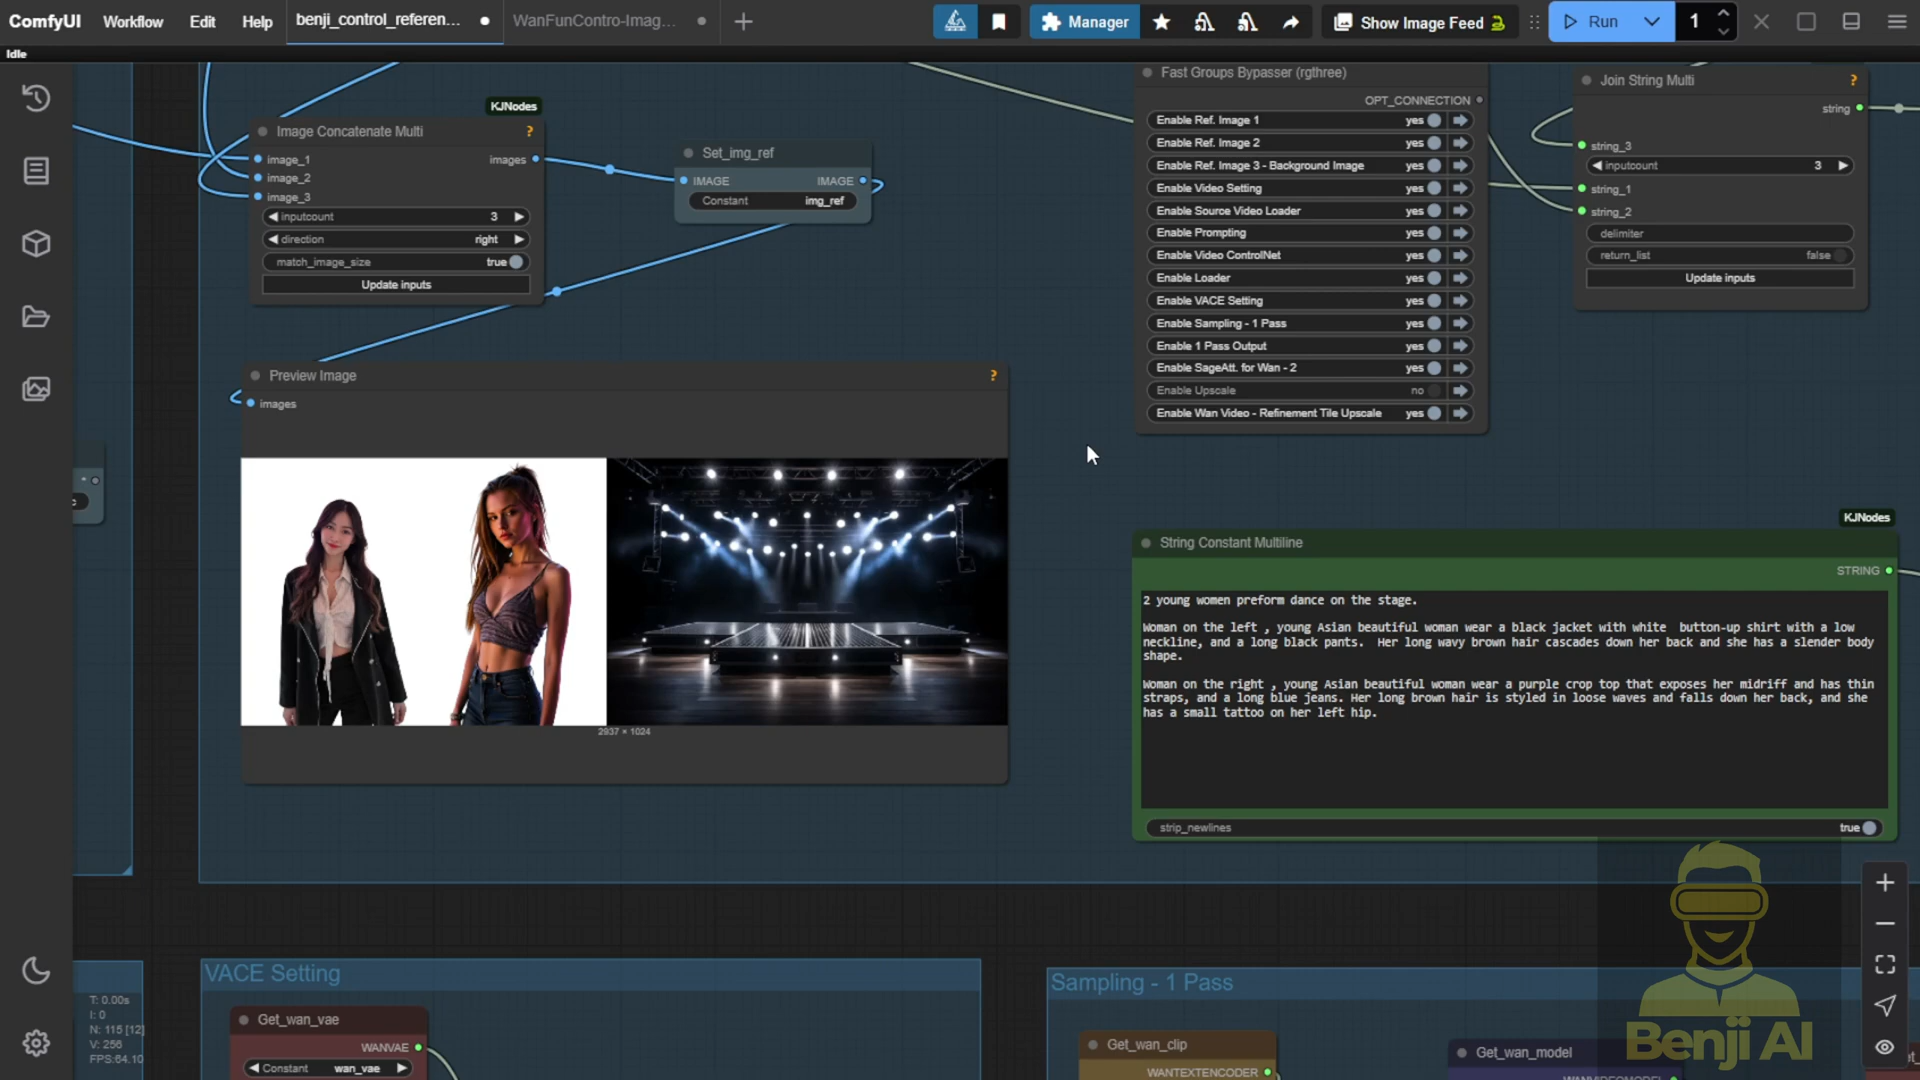 ComfyUI
Workflow
Edit
Help
benji_control_referen...
WanFunContro-Imag...
Manager
Show Image Feed
Run
1
Idle
KJNodes
Image Concatenate Multi
?
image_1
images
image_2
image_3
inputcount
3
direction
right
match_image_size
true
Update inputs
Set_img_ref
IMAGE
IMAGE
Constant
img_ref
Preview Image
?
images
2937 × 1024
Fast Groups Bypasser (rgthree)
OPT_CONNECTION
Enable Ref. Image 1 yes
Enable Ref. Image 2 yes
Enable Ref. Image 3 - Background Image yes
Enable Video Setting yes
Enable Source Video Loader yes
Enable Prompting yes
Enable Video ControlNet yes
Enable Loader yes
Enable VACE Setting yes
Enable Sampling - 1 Pass yes
Enable 1 Pass Output yes
Enable SageAtt. for Wan - 2 yes
Enable Upscale no
Enable Wan Video - Refinement Tile Upscale yes
Join String Multi
?
string
string_3
inputcount
3
string_1
string_2
delimiter
return_list
false
Update inputs
KJNodes
String Constant Multiline
STRING
2 young women preform dance on the stage.
Woman on the left , young Asian beautiful woman wear a black jacket with white  button-up shirt with a low
neckline, and a long black pants.  Her long wavy brown hair cascades down her back and she has a slender body
shape.
Woman on the right , young Asian beautiful woman wear a purple crop top that exposes her midriff and has thin
straps, and a long blue jeans. Her long brown hair is styled in loose waves and falls down her back, and she
has a small tattoo on her left hip.
strip_newlines
true
VACE Setting
Get_wan_vae
WANVAE
Constant
wan_vae
Sampling - 1 Pass
Get_wan_clip
WANTEXTENCODER
Get_wan_model
T: 0.00s
I: 0
N: 115 [12]
V: 256
FPS:64.10
Benji AI